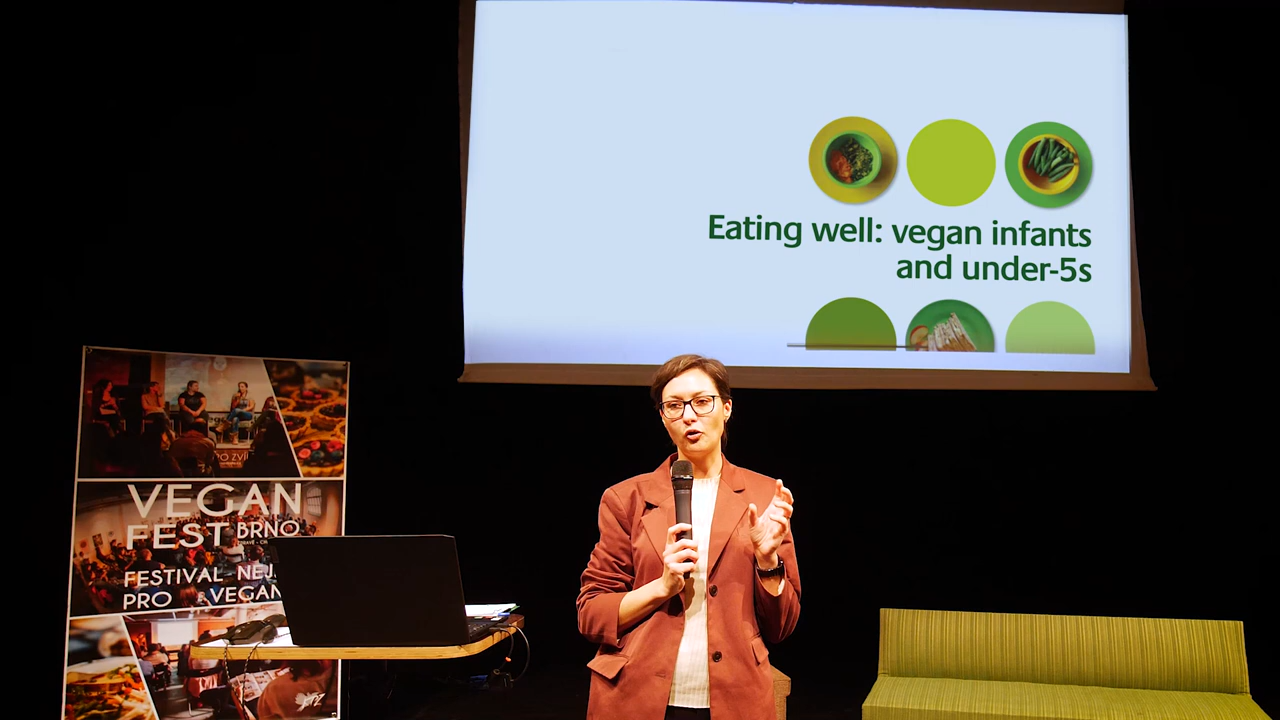 Eating well: vegan infants
and under-5s
VEGAN
FEST BRNO
FESTIVAL NEJ
PRO VEGAN